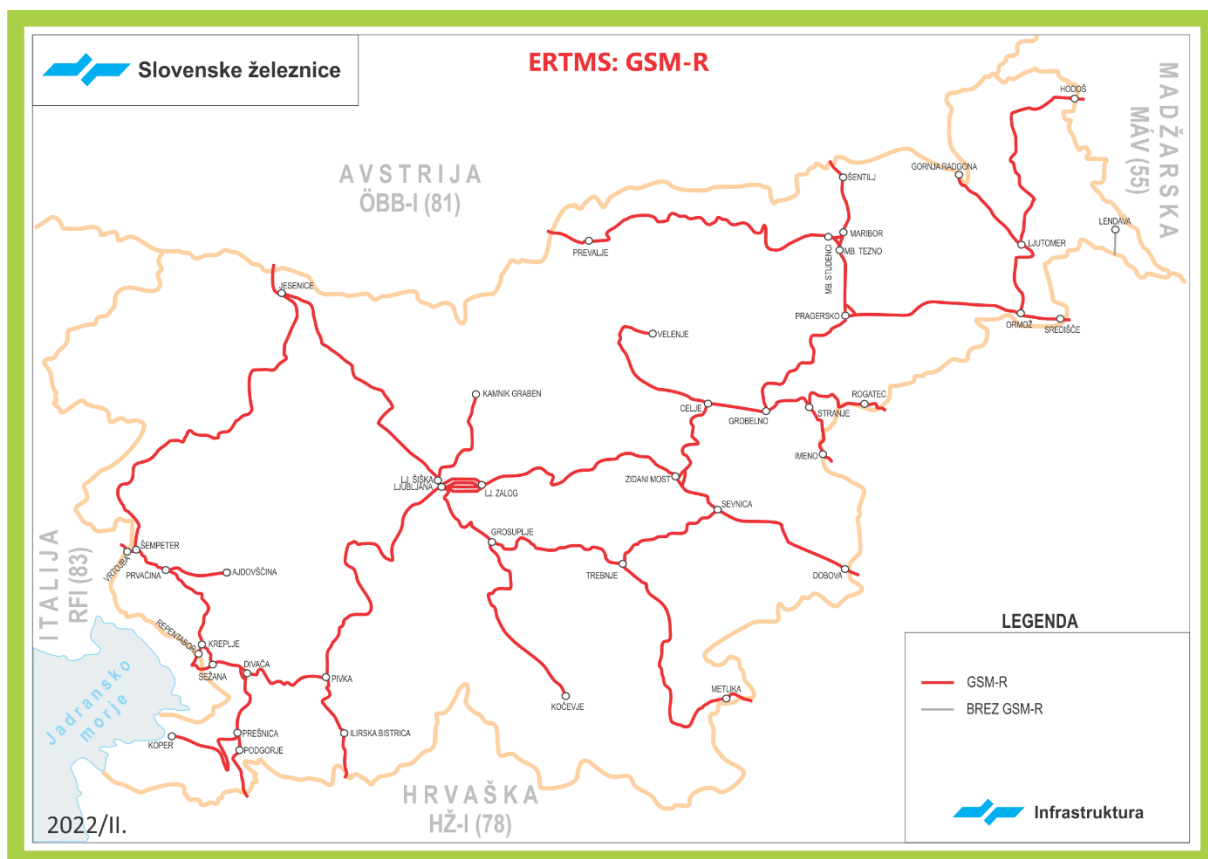 Slovenske železnice
ERTMS: GSM-R
MADŽARSKA
MÁV (55)
HODOŠ
AVSTRIJA
ÖBB-I (81)
ŠENTILJ
GORNJA RADGONA
LENDAVA
MARIBOR
PREVALJE
MB. TEZNO
LJUTOMER
MB. STUDENCI
JESENICE
PRAGERSKO
ORMOŽ
SREDIŠČE
VELENJE
KAMNIK GRABEN
CELJE
ROGATEC
GROBELNO
STRANJE
IMENO
LJ. ŠIŠKA
LJUBLJANA
LJ. ZALOG
ZIDANI MOST
SEVNICA
GROSUPLJE
ITALIJA
RFI (83)
ŠEMPETER
VRTOJBA
PRVAČINA
AJDOVŠČINA
TREBNJE
DOBOVA
REPENTABOR
KREPLJE
SEŽANA
DIVAČA
PIVKA
METLIKA
KOČEVJE
Jadransko
morje
KOPER
PREŠNICA
PODGORJE
ILIRSKA BISTRICA
HRVAŠKA
HŽ-I (78)
LEGENDA
GSM-R
BREZ GSM-R
Infrastruktura
2022/II.